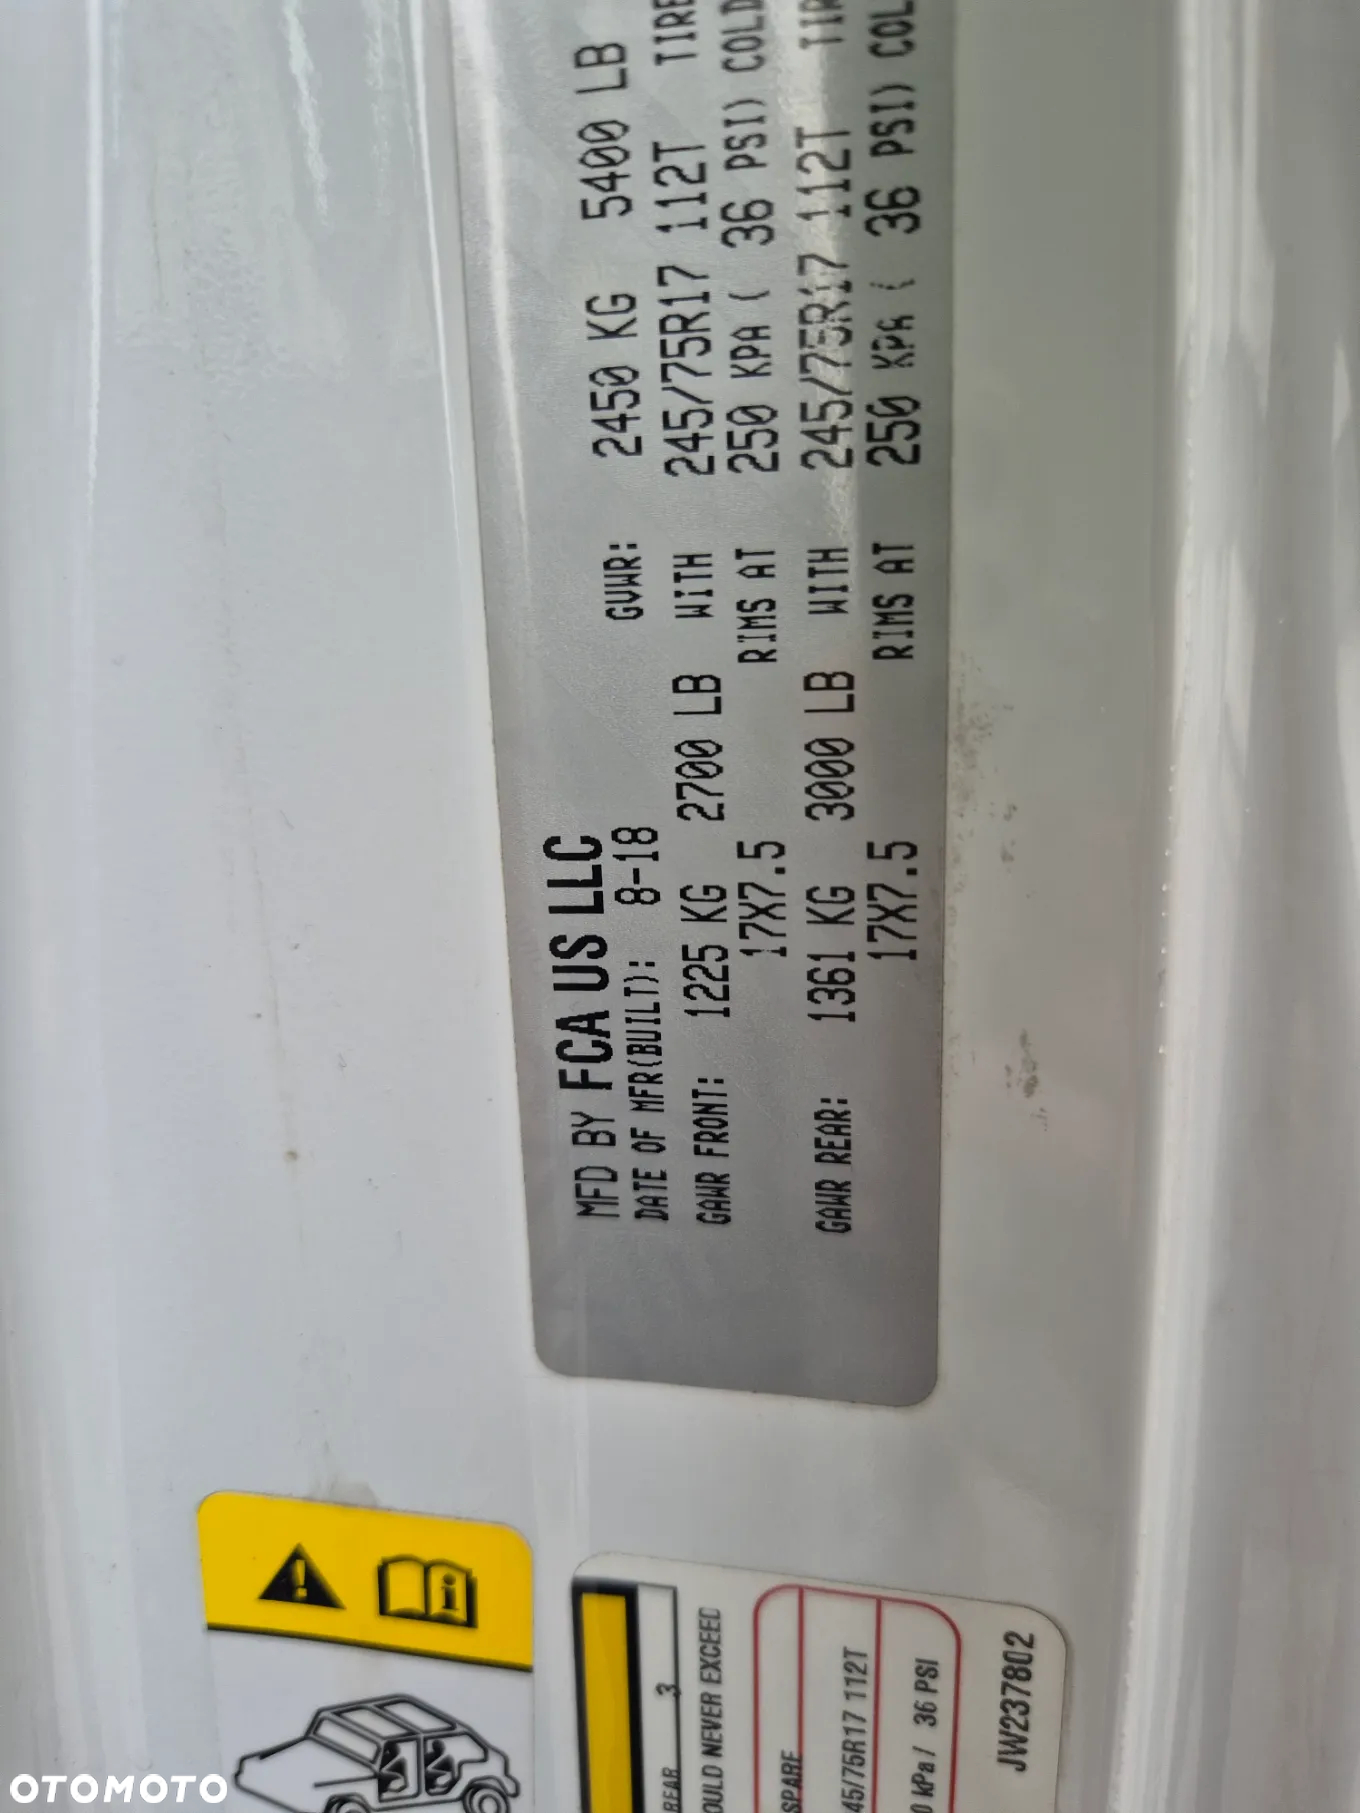 MFD BY FCA US LLC
DATE OF MFR(BUILT): 8-18 GVWR: 2450 KG 5400 LB
GAWR FRONT: 1225 KG 2700 LB WITH 245/75R17 112T TIRE
17X7.5 RIMS AT 250 KPA ( 36 PSI) COLD
GAWR REAR: 1361 KG 3000 LB WITH 245/75R17 112T TIR
17X7.5 RIMS AT 250 KPA ( 36 PSI) COL
REAR 3
OULD NEVER EXCEED
SPARE
45/75R17 112T
0 kPa / 36 PSI
JW237802
OTOMOTO